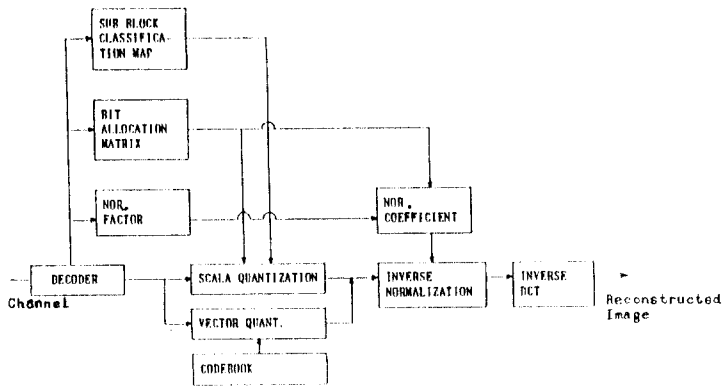 SUB BLOCK
CLASSIFICA-
TION MAP
BIT
ALLOCATION
MATRIX
NOR.
FACTOR
NOR.
COEFFICIENT
DECODER
SCALA QUANTIZATION
INVERSE
NORMALIZATION
INVERSE
DCT
Channel
Reconstructed
Image
VECTOR QUANT.
CODEBOOK